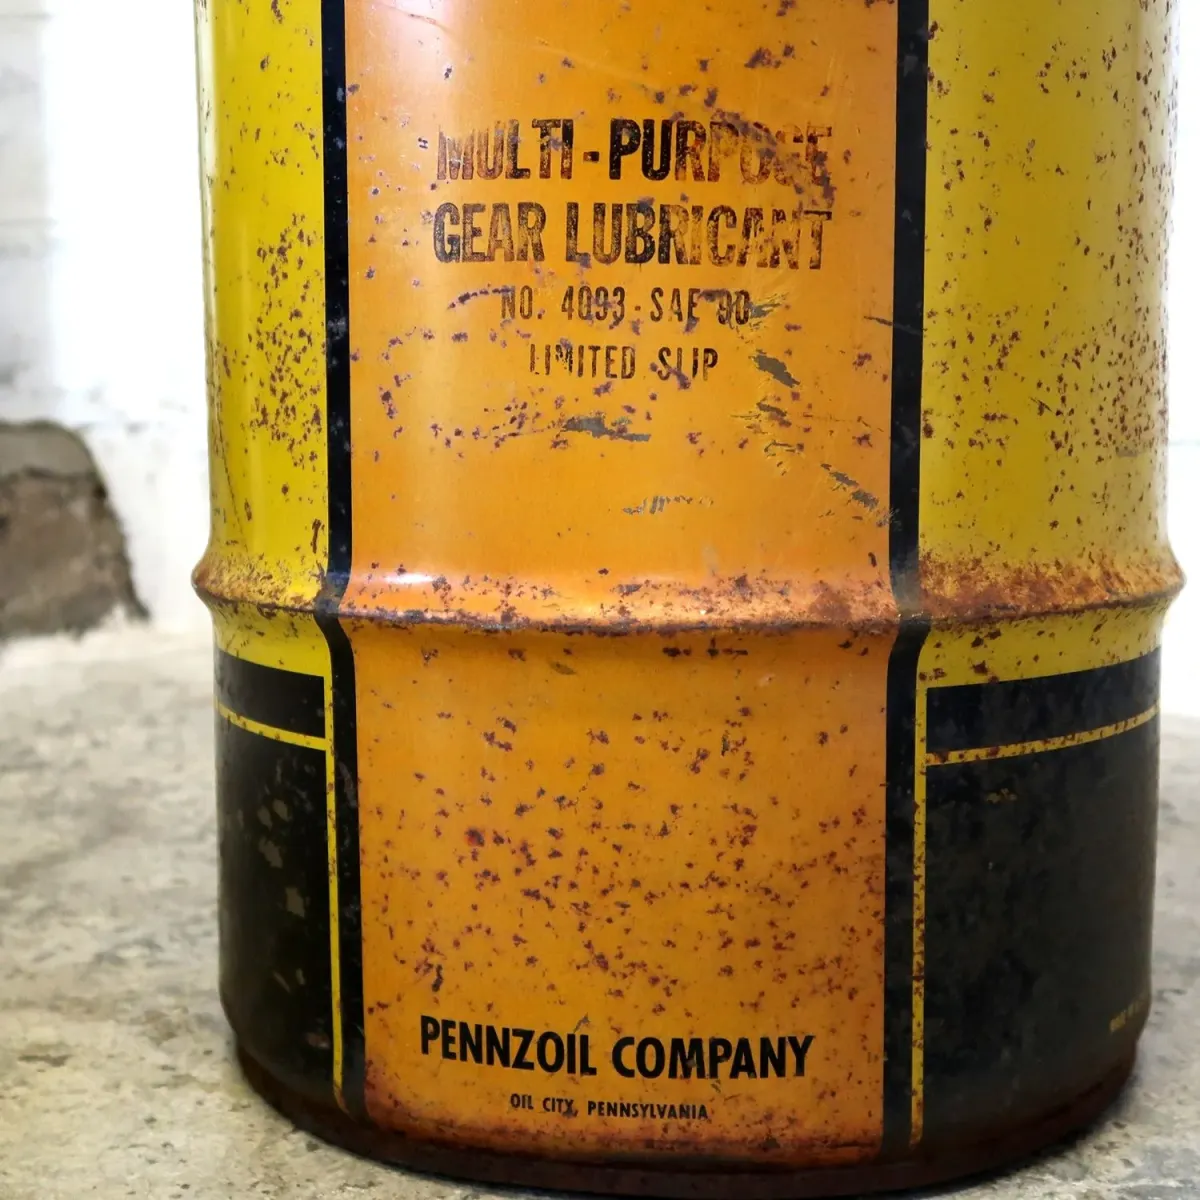 MULTI-PURPOSE
GEAR LUBRICANT
NO. 4093-SAE 90
LIMITED SLIP
PENNZOIL COMPANY
OIL CITY, PENNSYLVANIA